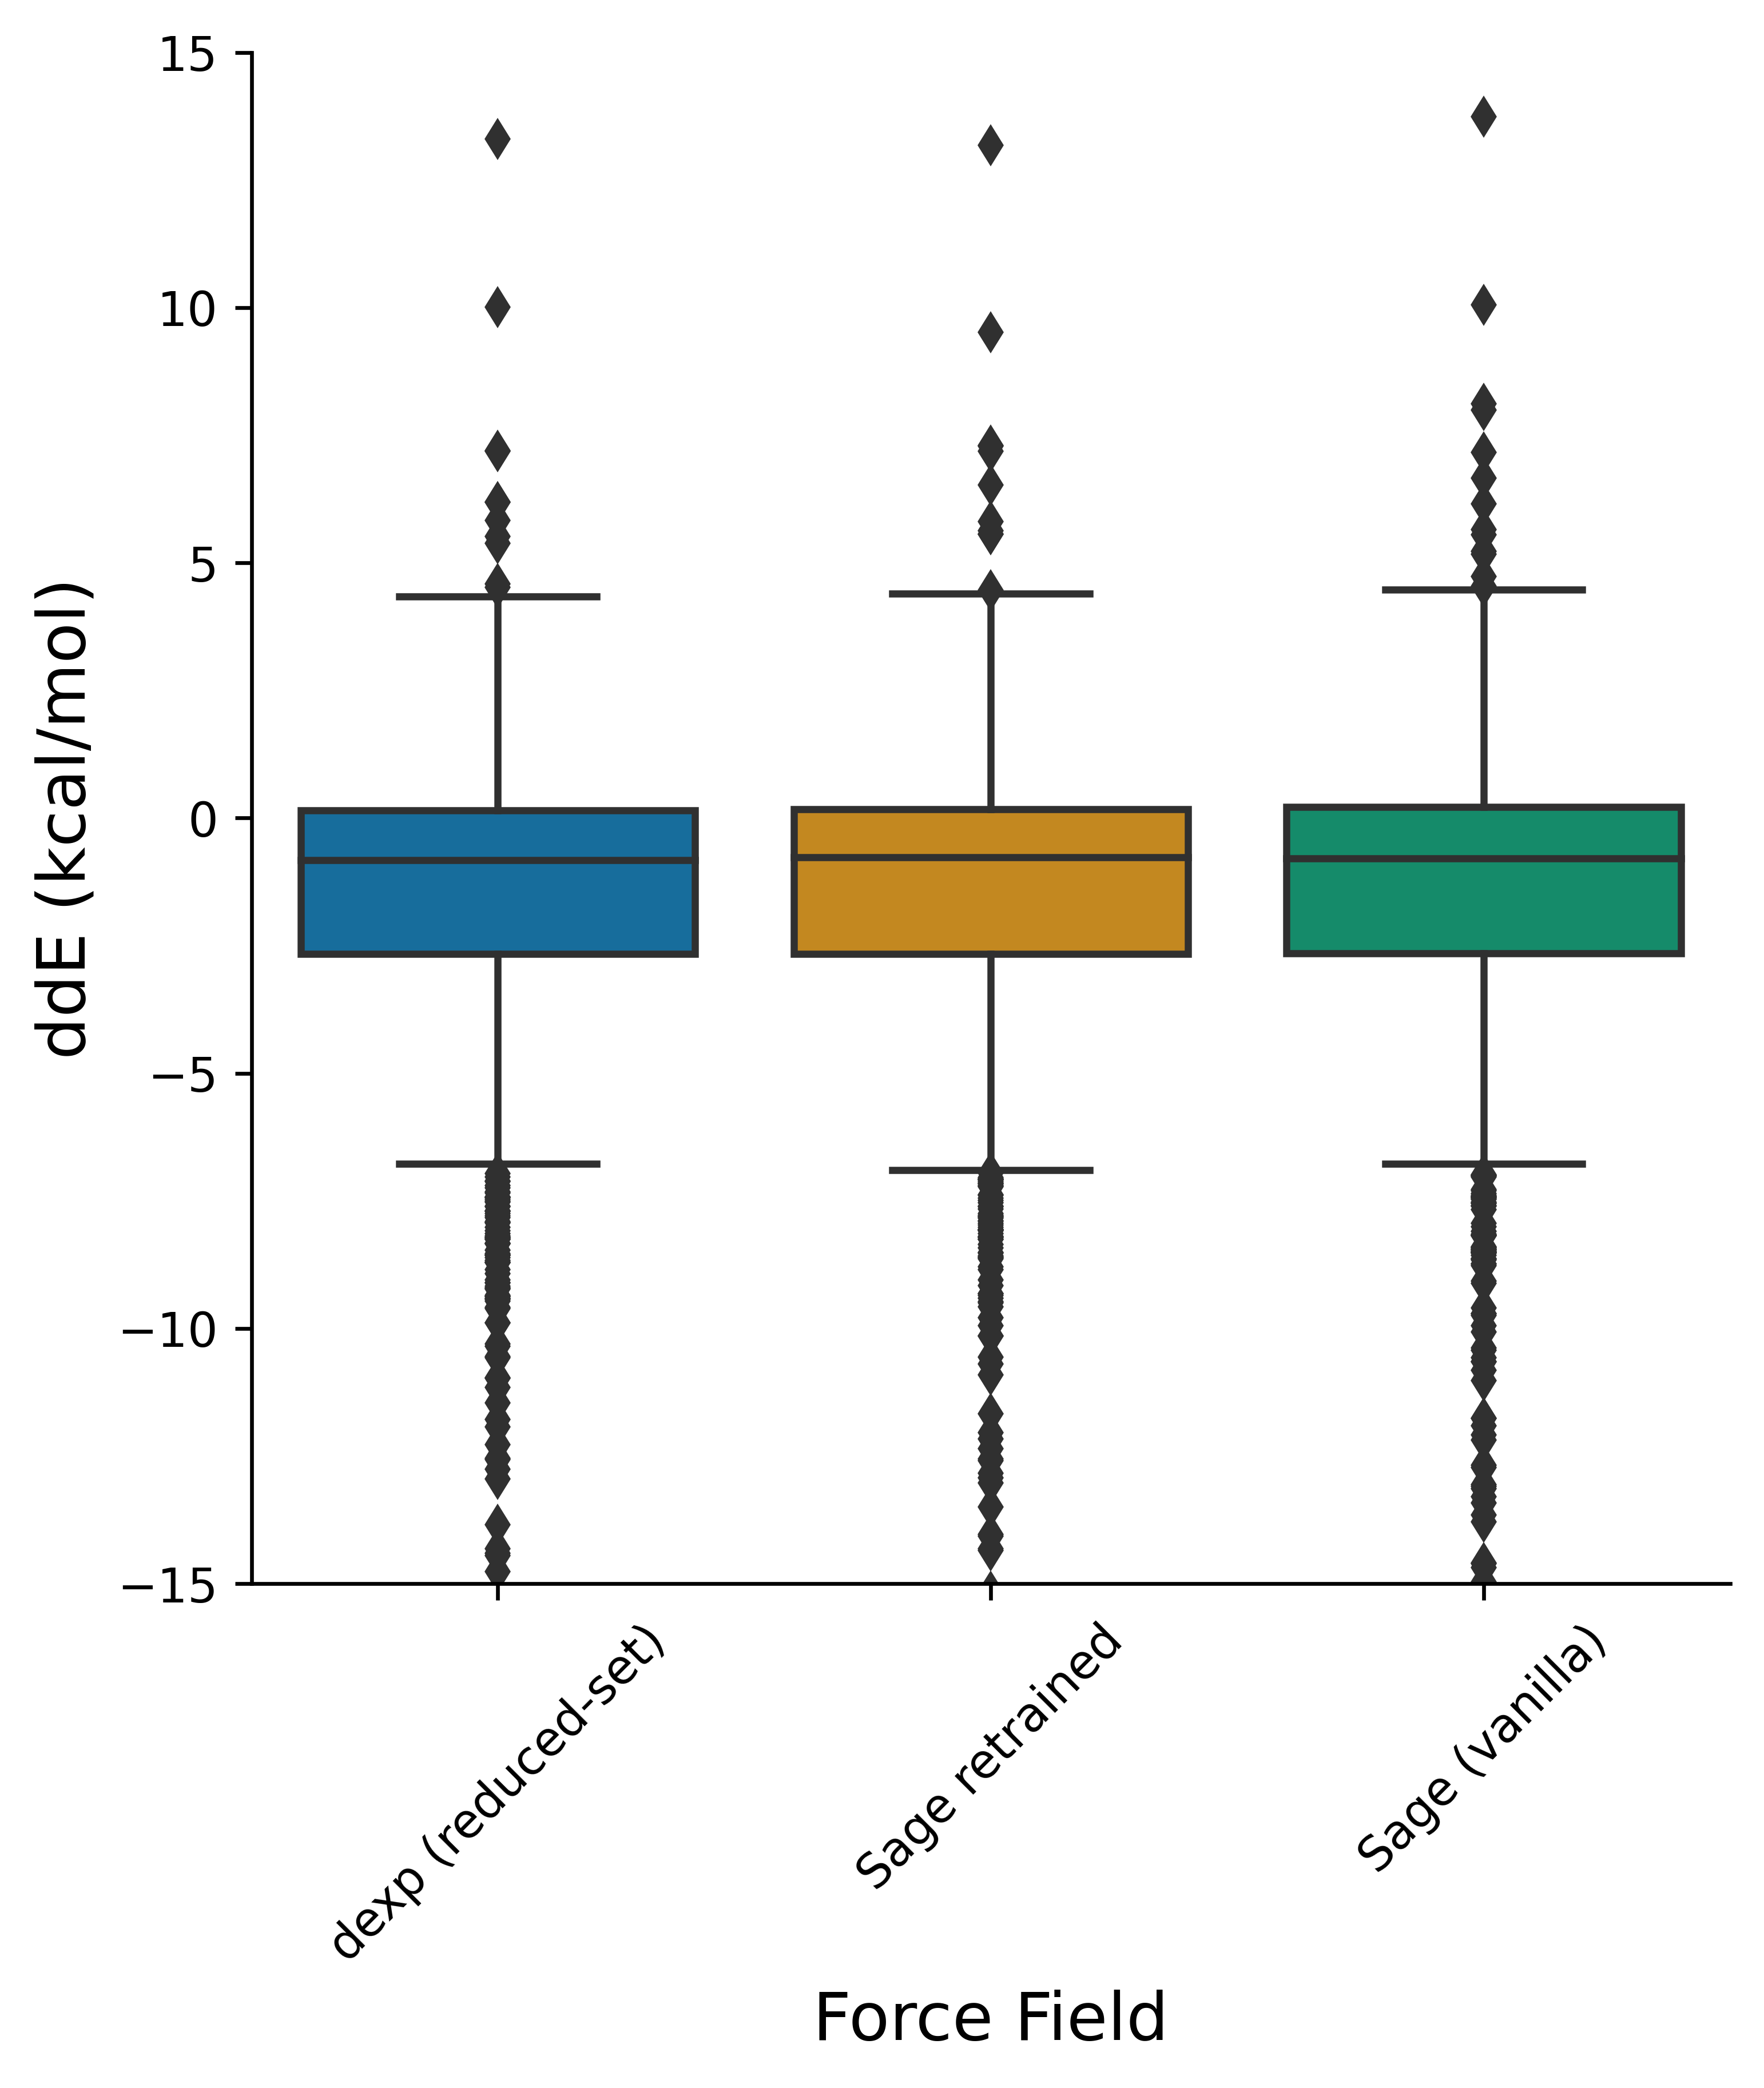 15
10
5
0
−5
−10
−15
ddE (kcal/mol)
dexp (reduced-set)
Sage retrained
Sage (vanilla)
Force Field